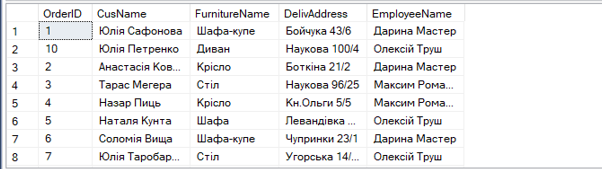 OrderID CusName FurnitureName DelivAddress EmployeeName
1 1 Юлія Сафонова Шафа-купе Бойчука 43/6 Дарина Мастер
2 10 Юлія Петренко Диван Наукова 100/4 Олексій Труш
3 2 Анастасія Ков... Крісло Боткіна 21/2 Дарина Мастер
4 3 Тарас Мегера Стіл Наукова 96/25 Максим Рома...
5 4 Назар Пиць Крісло Кн.Ольги 5/5 Максим Рома...
6 5 Наталя Кунта Шафа Левандівка ... Олексій Труш
7 6 Соломія Вища Шафа-купе Чупринки 23/1 Дарина Мастер
8 7 Юлія Таробар... Стіл Угорська 14/... Олексій Труш